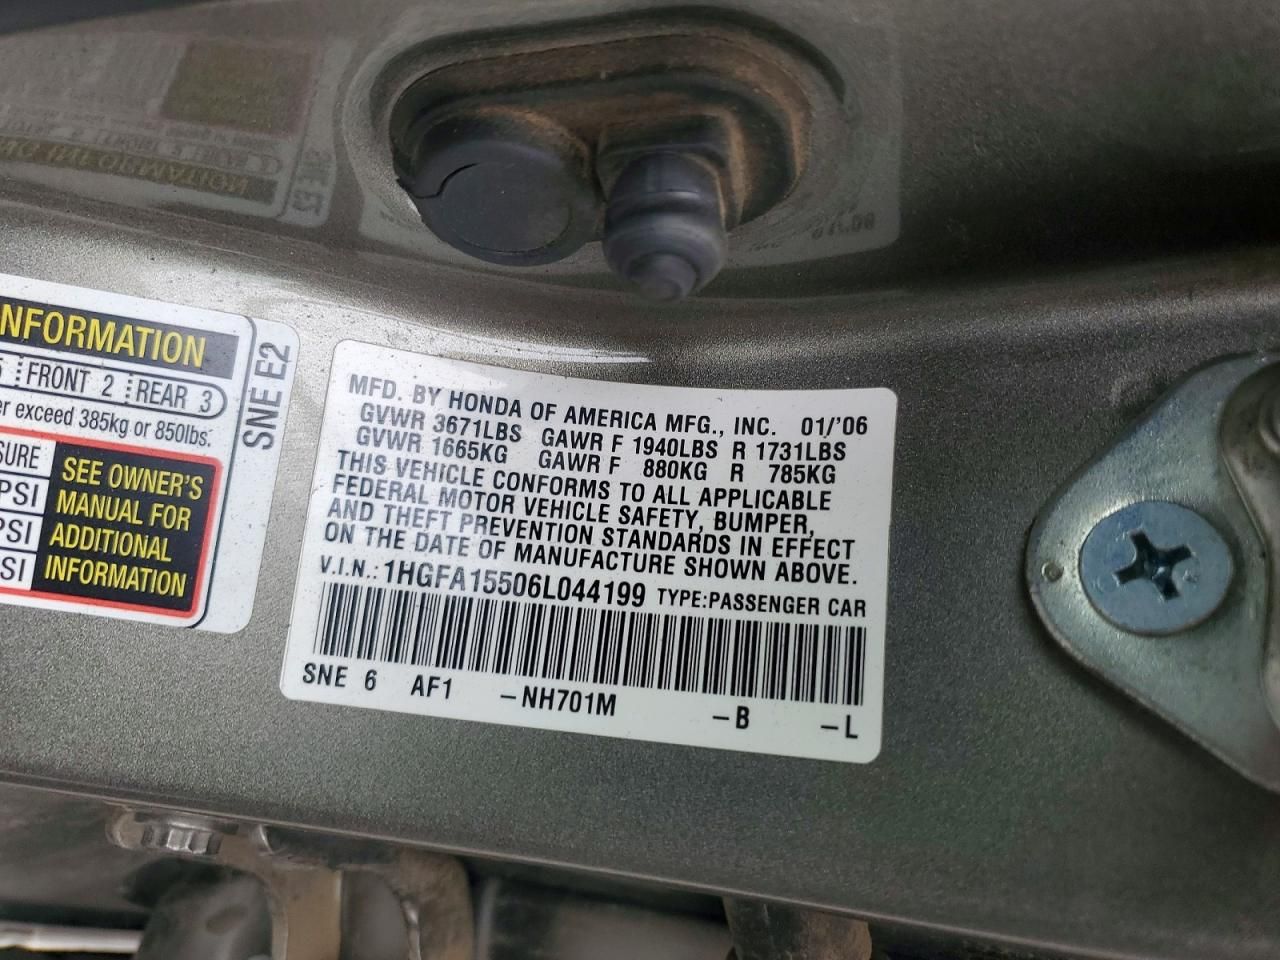 NFORMATION
FRONT 2 REAR 3
er exceed 385kg or 850lbs.
SURE
PSI
PSI
SI
SEE OWNER'S
MANUAL FOR
ADDITIONAL
INFORMATION
SNE E2
MFD. BY HONDA OF AMERICA MFG., INC. 01/'06
GVWR 3671LBS GAWR F 1940LBS R 1731LBS
GVWR 1665KG GAWR F 880KG R 785KG
THIS VEHICLE CONFORMS TO ALL APPLICABLE
FEDERAL MOTOR VEHICLE SAFETY, BUMPER,
AND THEFT PREVENTION STANDARDS IN EFFECT
ON THE DATE OF MANUFACTURE SHOWN ABOVE.
V.I.N.: 1HGFA15506L044199 TYPE:PASSENGER CAR
SNE 6 AF1 -NH701M -B -L